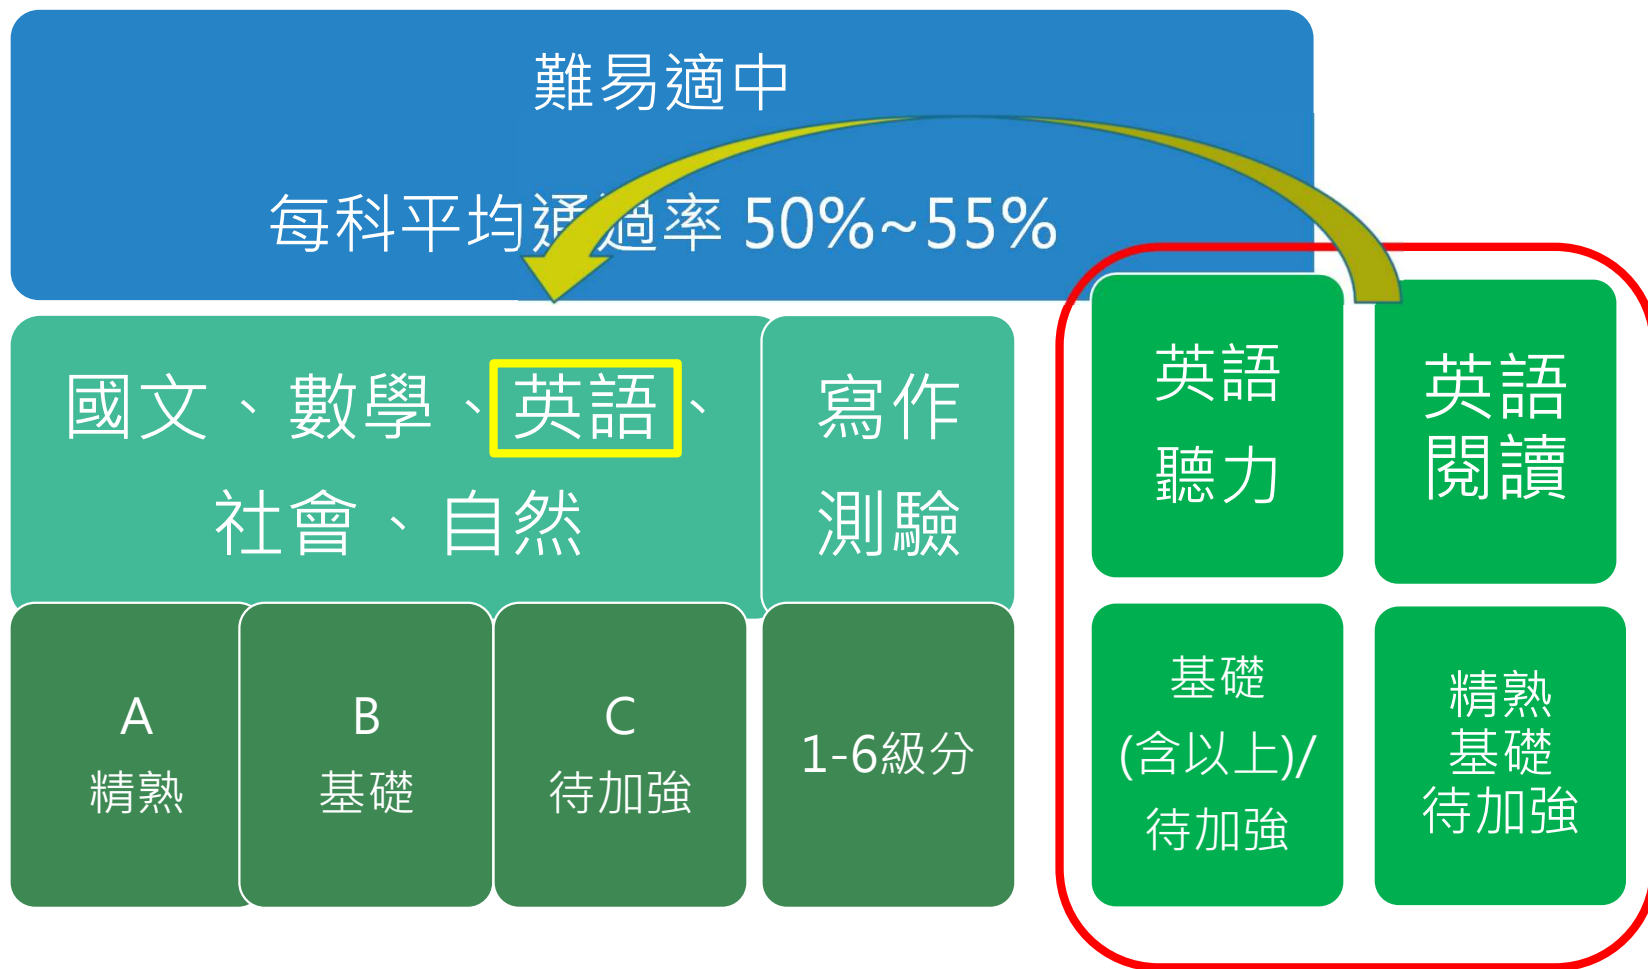 難易適中
每科平均通過率 50%~55%
國文、數學、英語、
社會、自然
寫作
測驗
英語
聽力
英語
閱讀
A
精熟
B
基礎
C
待加強
1-6級分
基礎
(含以上)/
待加強
精熟
基礎
待加強